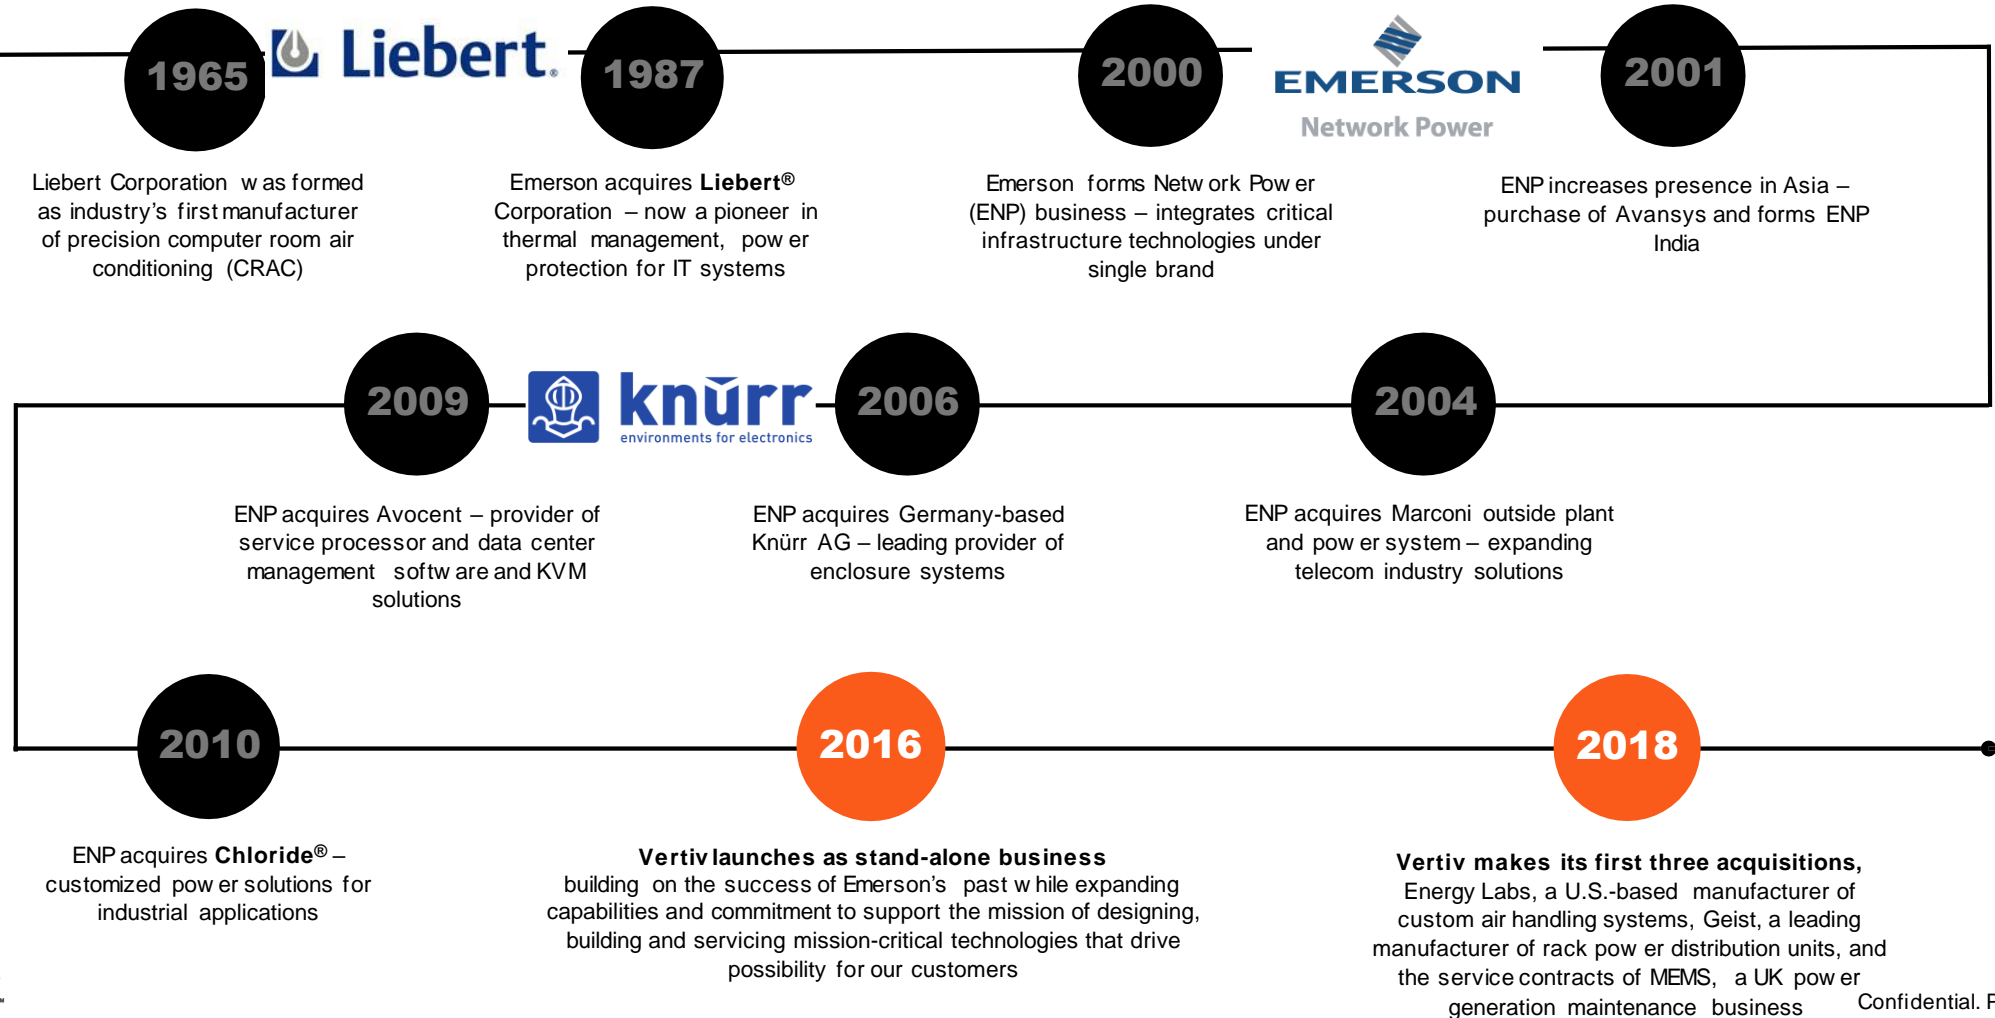 1965
Liebert®
1987
2000
EMERSON
Network Power
2001
Liebert Corporation was formed
as industry's first manufacturer
of precision computer room air
conditioning (CRAC)
Emerson acquires Liebert®
Corporation – now a pioneer in
thermal management, power
protection for IT systems
Emerson forms Network Power
(ENP) business – integrates critical
infrastructure technologies under
single brand
ENP increases presence in Asia –
purchase of Avansys and forms ENP
India
2009
knürr
environments for electronics
2006
2004
ENP acquires Avocent – provider of
service processor and data center
management software and KVM
solutions
ENP acquires Germany-based
Knürr AG – leading provider of
enclosure systems
ENP acquires Marconi outside plant
and power system – expanding
telecom industry solutions
2010
2016
2018
ENP acquires Chloride® –
customized power solutions for
industrial applications
Vertiv launches as stand-alone business
building on the success of Emerson's past while expanding
capabilities and commitment to support the mission of designing,
building and servicing mission-critical technologies that drive
possibility for our customers
Vertiv makes its first three acquisitions,
Energy Labs, a U.S.-based manufacturer of
custom air handling systems, Geist, a leading
manufacturer of rack power distribution units, and
the service contracts of MEMS, a UK power
generation maintenance business
Confidential.